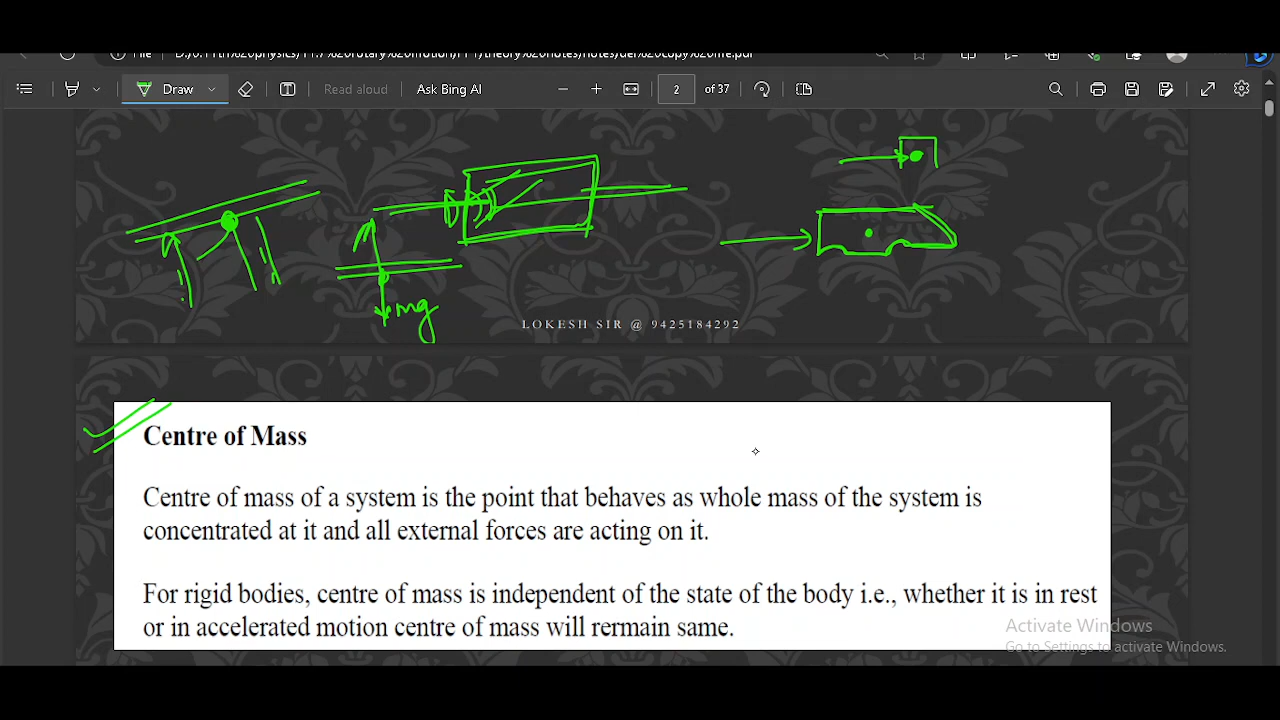 Draw
Read aloud
Ask Bing AI
2
of 37
mg
LOKESH SIR @ 9425184292
Centre of Mass
Centre of mass of a system is the point that behaves as whole mass of the system is
concentrated at it and all external forces are acting on it.
For rigid bodies, centre of mass is independent of the state of the body i.e., whether it is in rest
or in accelerated motion centre of mass will rermain same.
Activate Windows
Go to Settings to activate Windows.